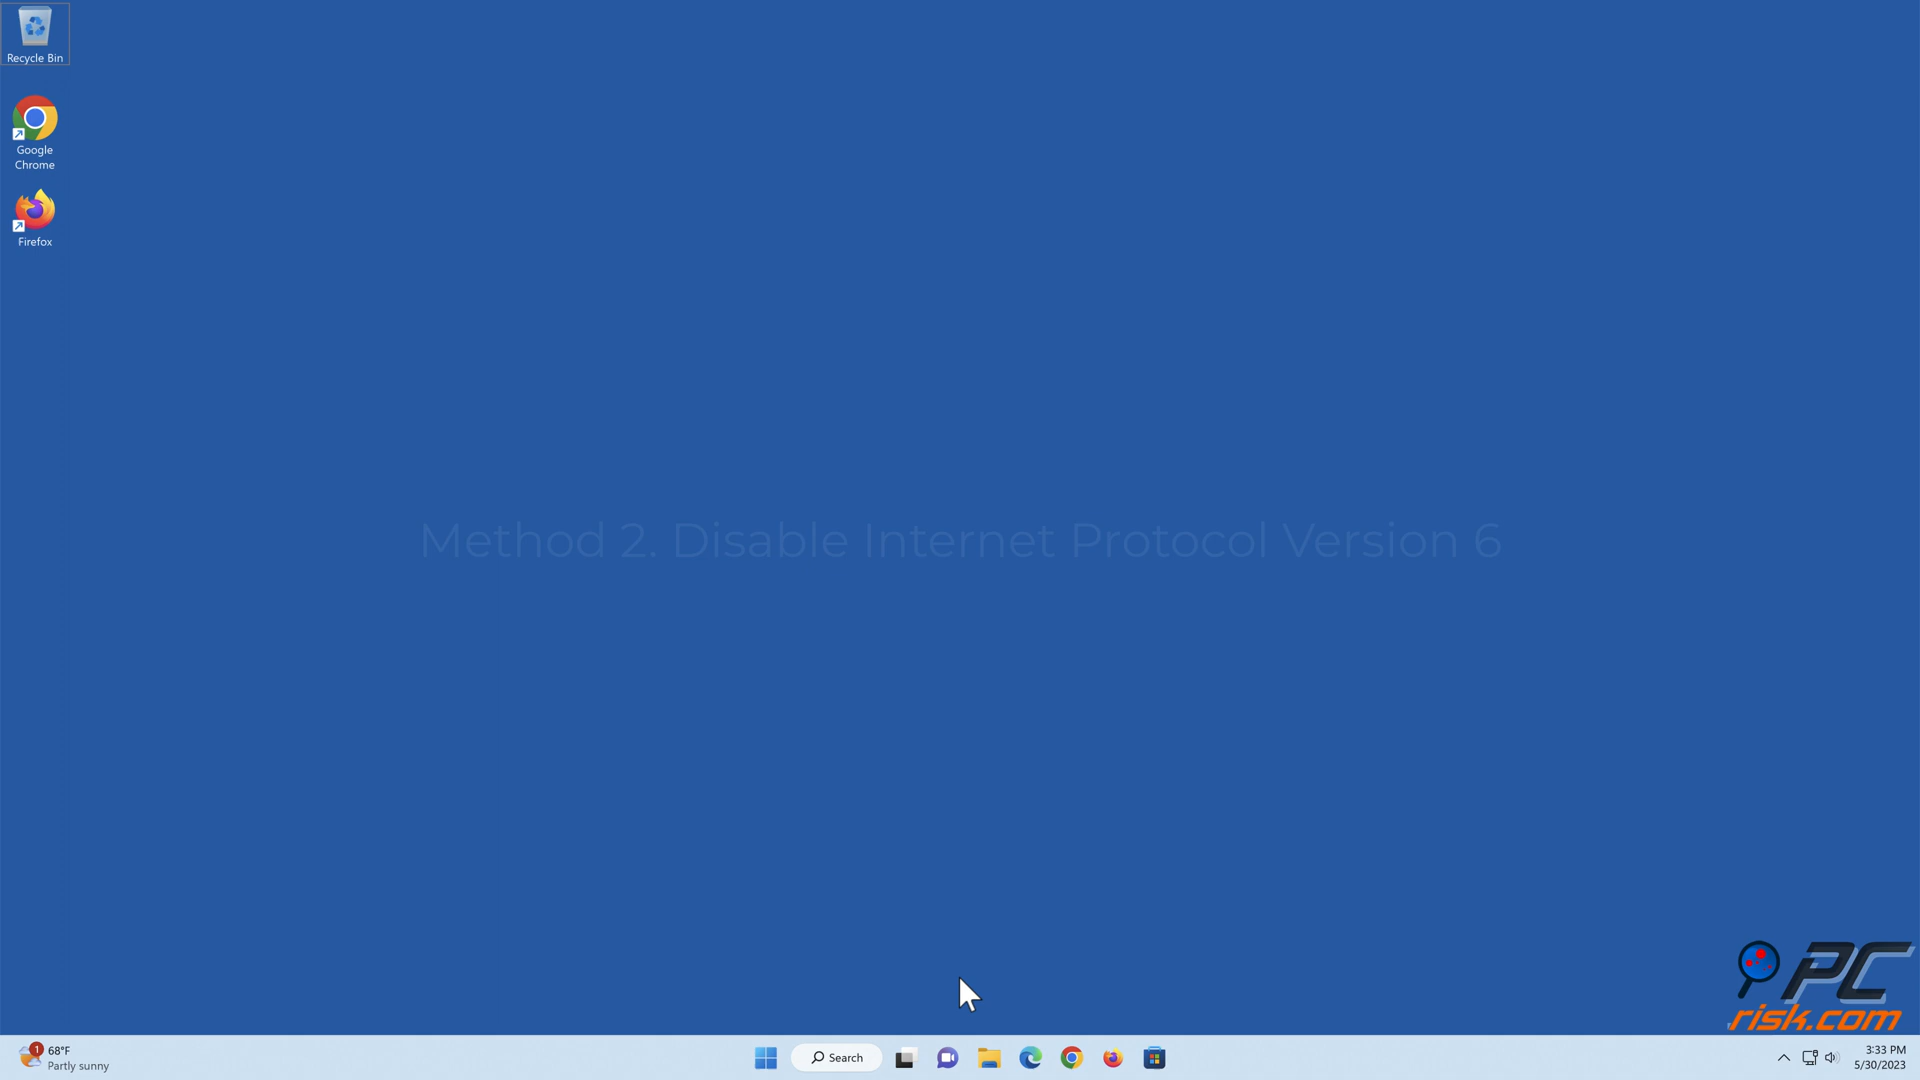 Recycle Bin
Google
Chrome
Firefox
Method 2. Disable Internet Protocol Version 6
PC
risk.com
1
68°F
Partly sunny
Search
3:33 PM
5/30/2023